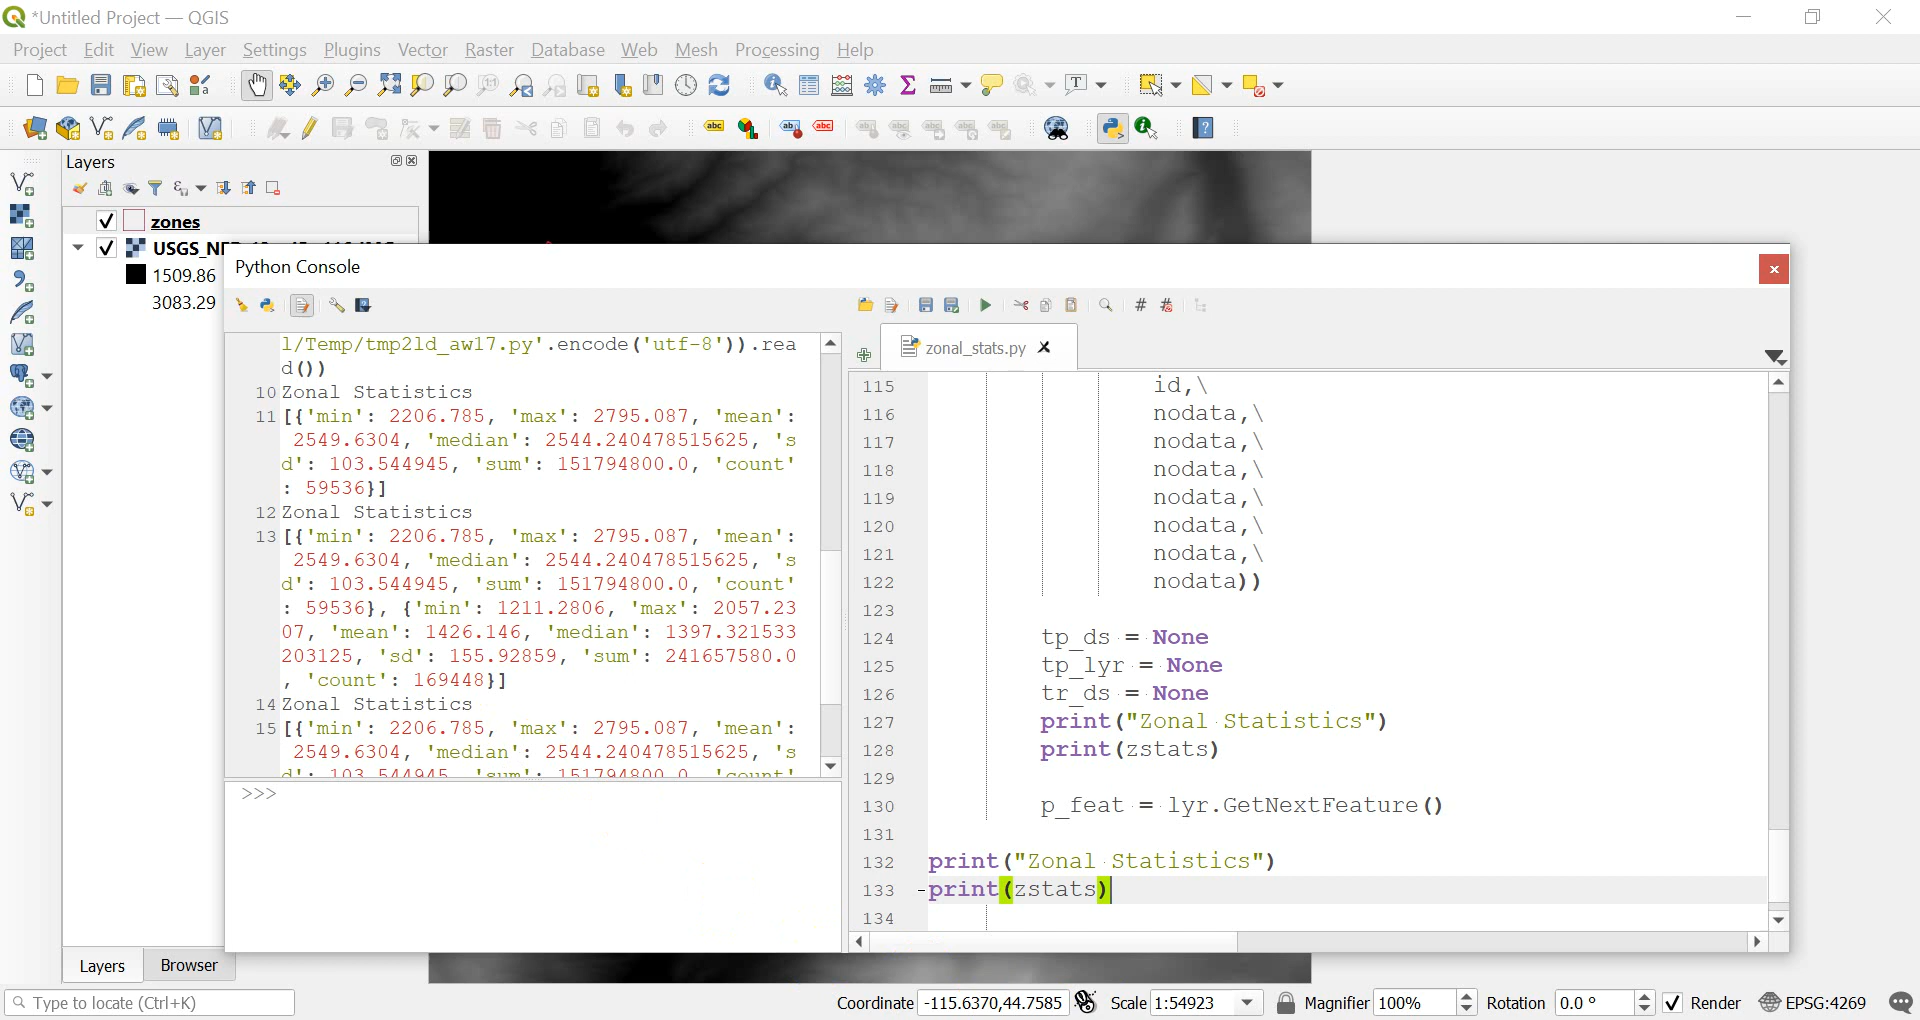 *Untitled Project — QGIS
Project Edit View Layer Settings Plugins Vector Raster Database Web Mesh Processing Help
Layers
zones
USGS_NE
1509.86
3083.29
Python Console
l/Temp/tmp2ld_aw17.py'.encode('utf-8')).rea
d())
10 Zonal Statistics
11 [{'min': 2206.785, 'max': 2795.087, 'mean':
2549.6304, 'median': 2544.240478515625, 's
d': 103.544945, 'sum': 151794800.0, 'count'
: 59536}]
12 Zonal Statistics
13 [{'min': 2206.785, 'max': 2795.087, 'mean':
2549.6304, 'median': 2544.240478515625, 's
d': 103.544945, 'sum': 151794800.0, 'count'
: 59536}, {'min': 1211.2806, 'max': 2057.23
07, 'mean': 1426.146, 'median': 1397.321533
203125, 'sd': 155.92859, 'sum': 241657580.0
, 'count': 169448}]
14 Zonal Statistics
15 [{'min': 2206.785, 'max': 2795.087, 'mean':
2549.6304, 'median': 2544.240478515625, 's
d': 103.544945, 'sum': 151794800.0, 'count'
>>>
zonal_stats.py
115 id,\
116 nodata,\
117 nodata,\
118 nodata,\
119 nodata,\
120 nodata,\
121 nodata,\
122 nodata))
123
124 tp_ds = None
125 tp_lyr = None
126 tr_ds = None
127 print("Zonal Statistics")
128 print(zstats)
129
130 p_feat = lyr.GetNextFeature()
131
132 print("Zonal Statistics")
133 print(zstats)
134
Layers Browser
Type to locate (Ctrl+K)
Coordinate -115.6370,44.7585 Scale 1:54923 Magnifier 100% Rotation 0.0 ° Render EPSG:4269